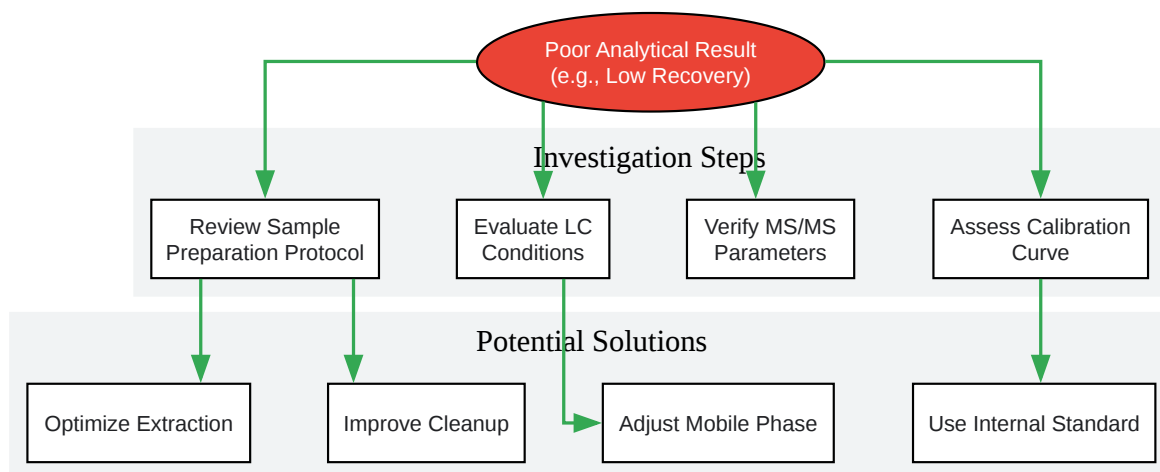 Poor Analytical Result
(e.g., Low Recovery)
Investigation Steps
Review Sample
Preparation Protocol
Evaluate LC
Conditions
Verify MS/MS
Parameters
Assess Calibration
Curve
Potential Solutions
Optimize Extraction
Improve Cleanup
Adjust Mobile Phase
Use Internal Standard